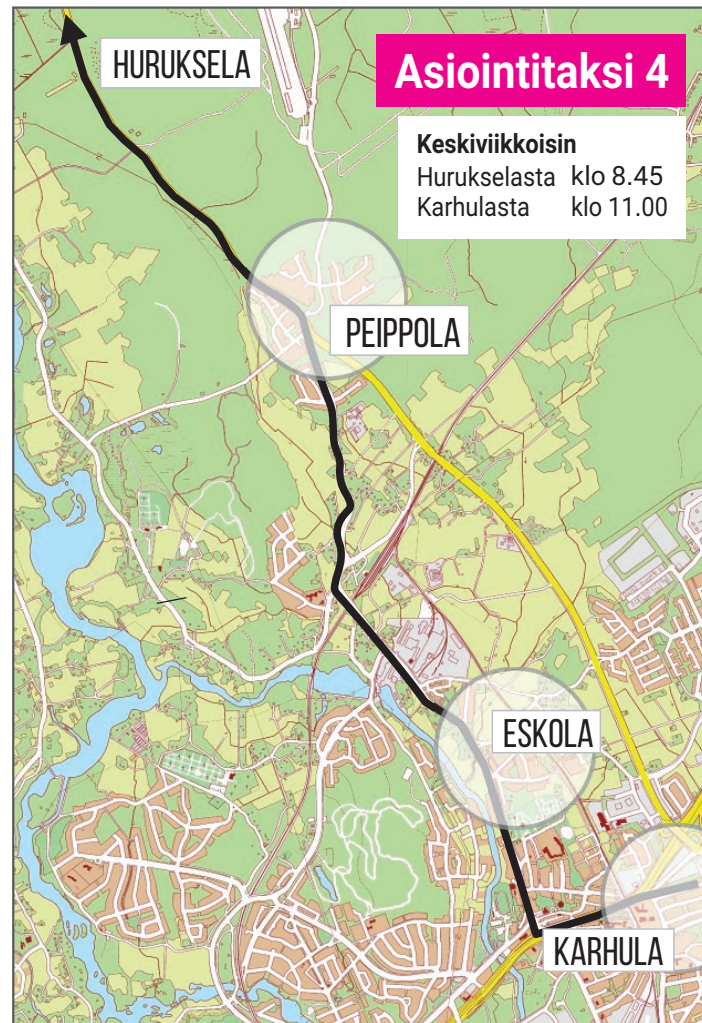 HURUKSELA
Asiointitaksi 4
Keskiviikkoisin
Hurukselasta klo 8.45
Karhulasta klo 11.00
PEIPPOLA
ESKOLA
KARHULA